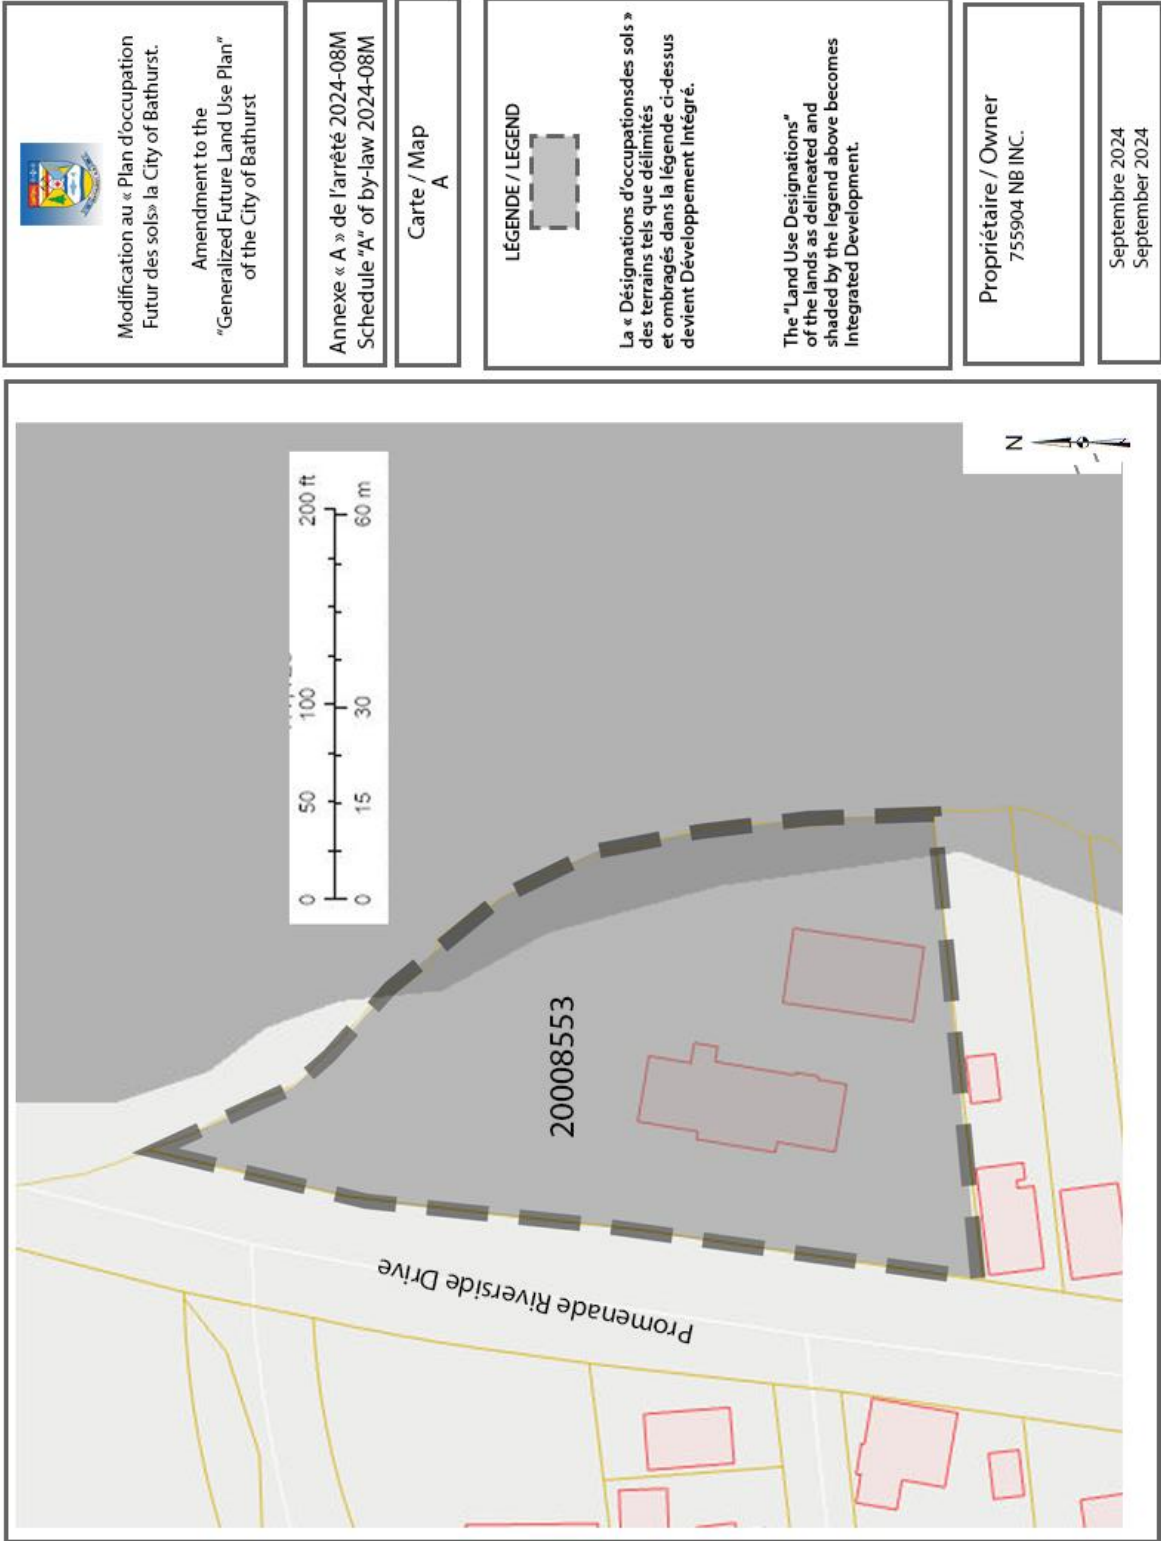 Modification au « Plan d'occupation
Futur des sols» la City of Bathurst.
Amendment to the
"Generalized Future Land Use Plan"
of the City of Bathurst
Annexe « A » de l'arrêté 2024-08M
Schedule "A" of by-law 2024-08M
Carte / Map
A
LÉGENDE / LEGEND
La « Désignations d'occupationsdes sols »
des terrains tels que délimités
et ombragés dans la légende ci-dessus
devient Développement Intégré.
The "Land Use Designations"
of the lands as delineated and
shaded by the legend above becomes
Integrated Development.
Propriétaire / Owner
755904 NB INC.
Septembre 2024
September 2024
0 50 100 200 ft
0 15 30 60 m
20008553
Promenade Riverside Drive
N